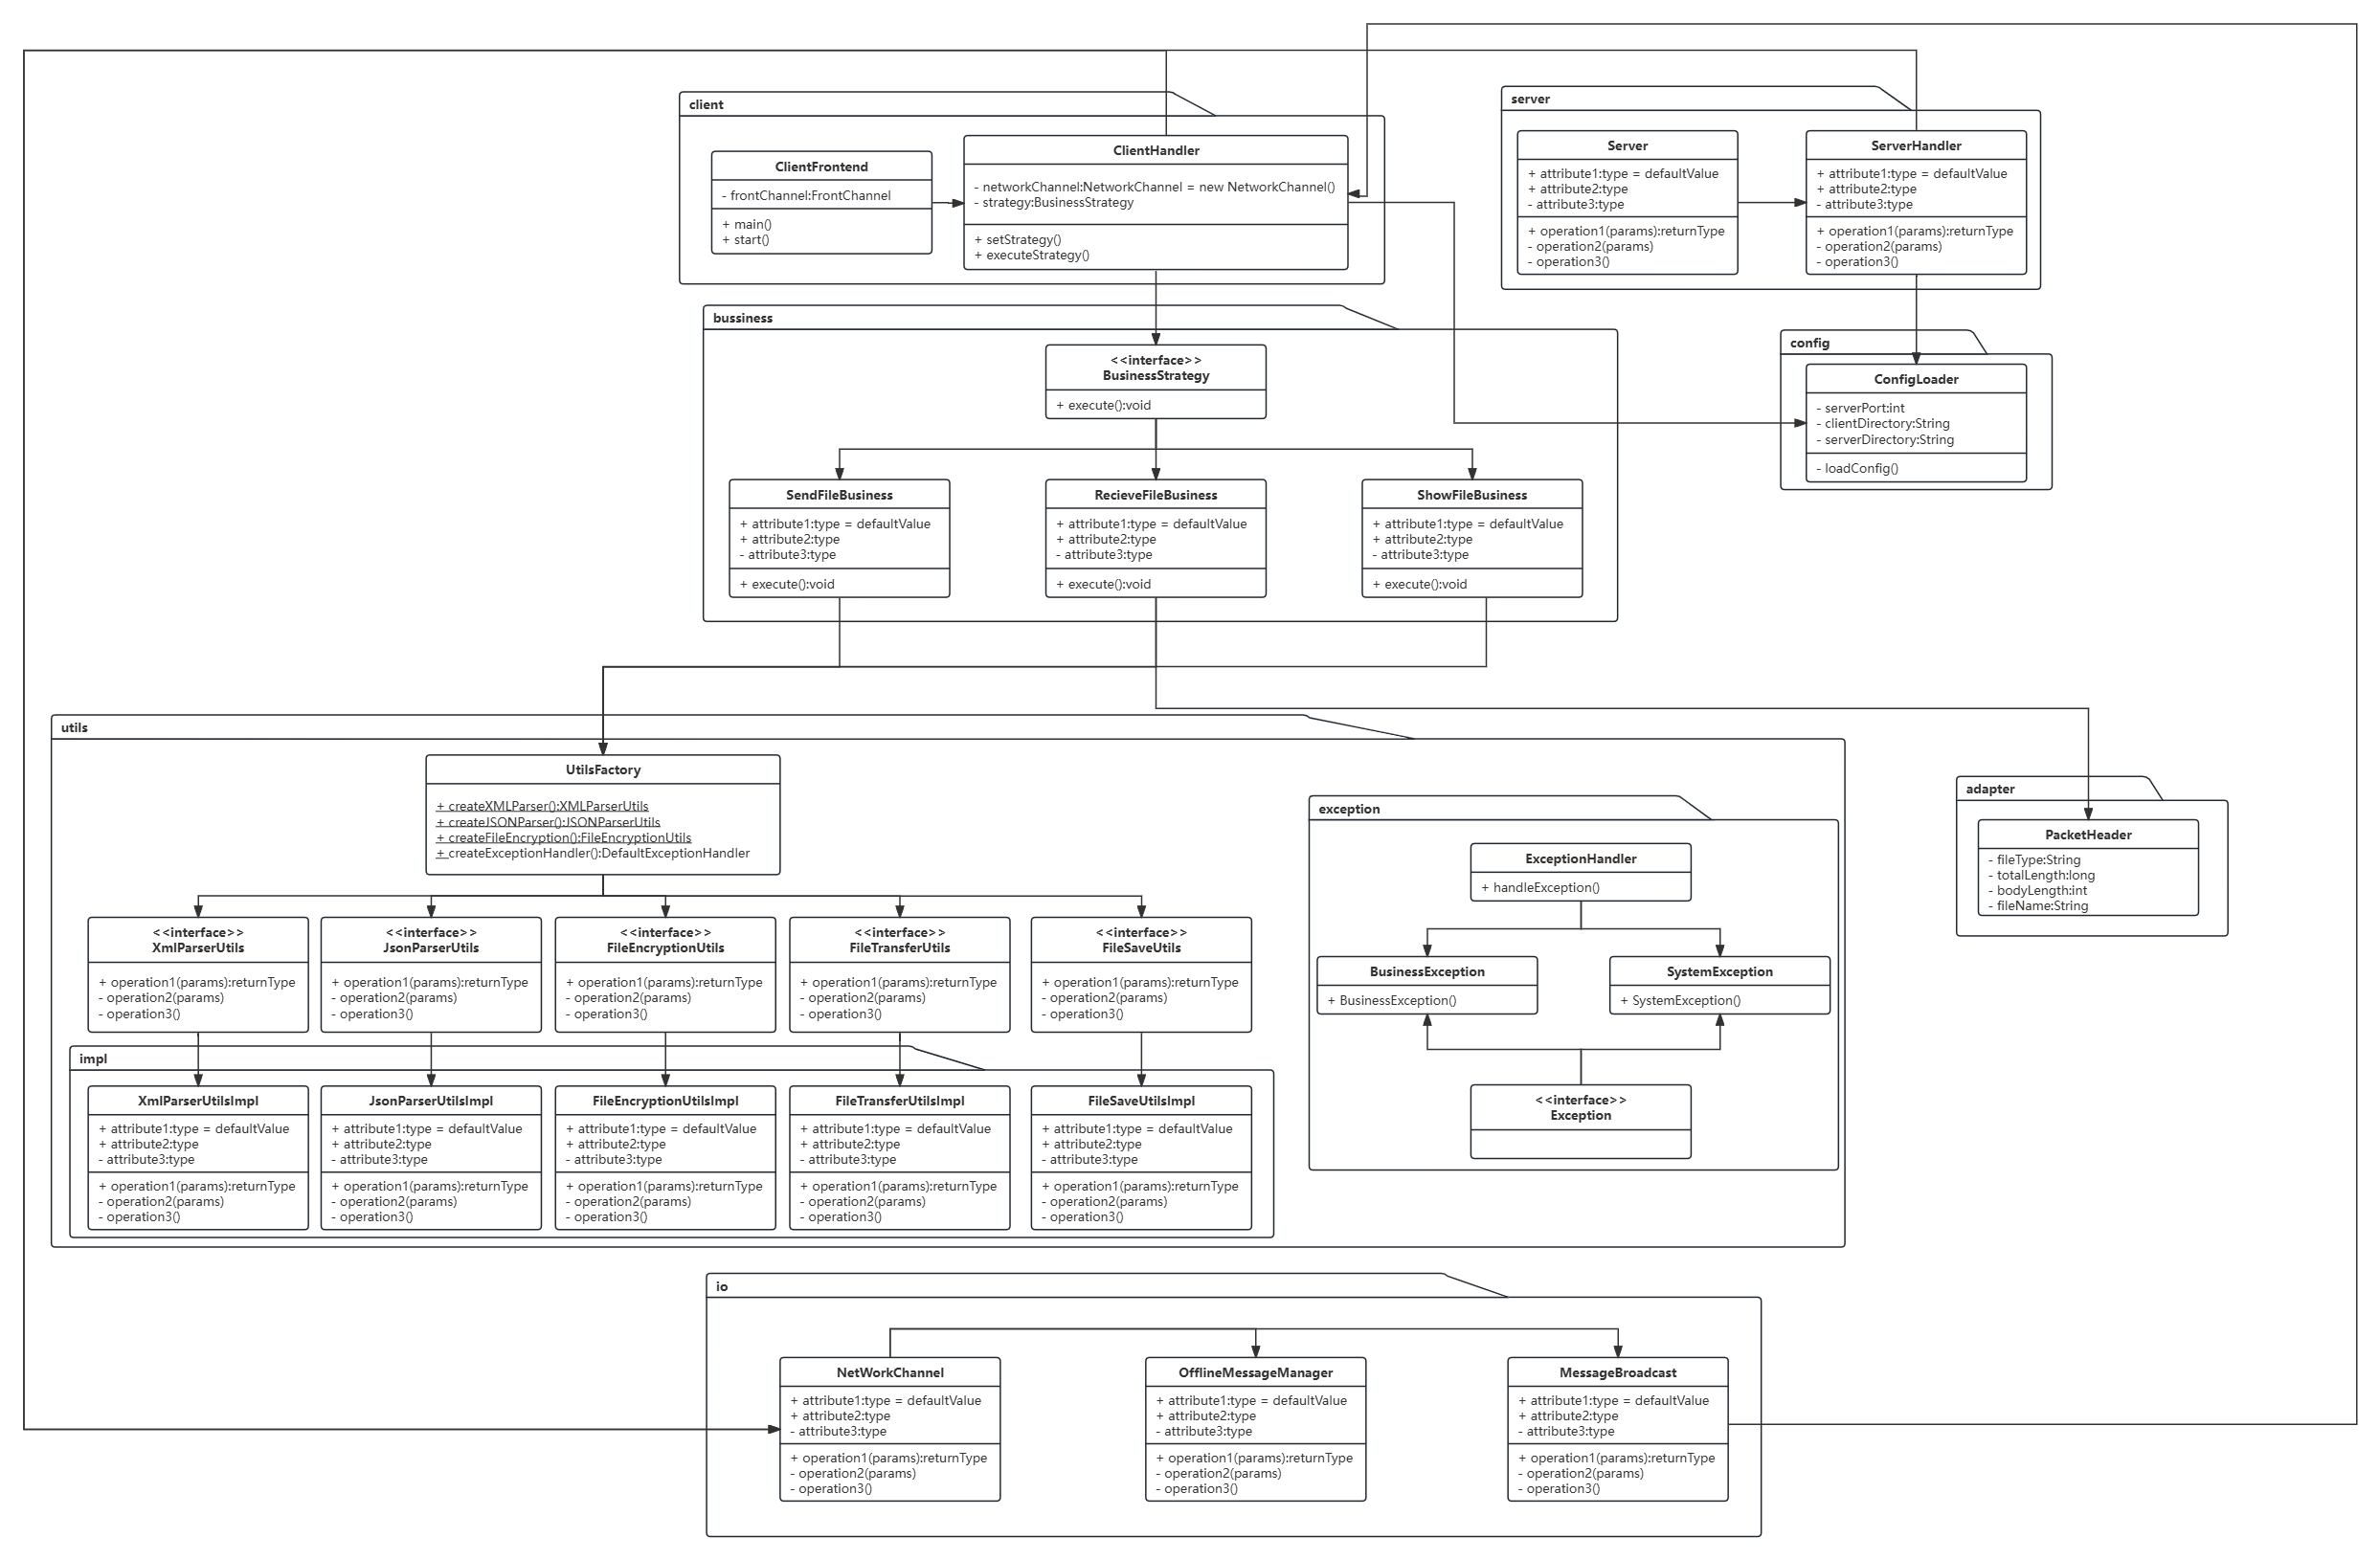 client
ClientFrontend
- frontChannel:FrontChannel
+ main()
+ start()
ClientHandler
- networkChannel:NetworkChannel = new NetworkChannel()
- strategy:BusinessStrategy
+ setStrategy()
+ executeStrategy()
server
Server
+ attribute1:type = defaultValue
+ attribute2:type
- attribute3:type
+ operation1(params):returnType
- operation2(params)
- operation3()
ServerHandler
+ attribute1:type = defaultValue
+ attribute2:type
- attribute3:type
+ operation1(params):returnType
- operation2(params)
- operation3()
bussiness
<<interface>>
BusinessStrategy
+ execute():void
config
ConfigLoader
- serverPort:int
- clientDirectory:String
- serverDirectory:String
- loadConfig()
SendFileBusiness
+ attribute1:type = defaultValue
+ attribute2:type
- attribute3:type
+ execute():void
RecieveFileBusiness
+ attribute1:type = defaultValue
+ attribute2:type
- attribute3:type
+ execute():void
ShowFileBusiness
+ attribute1:type = defaultValue
+ attribute2:type
- attribute3:type
+ execute():void
utils
UtilsFactory
+ createXMLParser():XMLParserUtils
+ createJSONParser():JSONParserUtils
+ createFileEncryption():FileEncryptionUtils
+ createExceptionHandler():DefaultExceptionHandler
<<interface>>
XmlParserUtils
+ operation1(params):returnType
- operation2(params)
- operation3()
<<interface>>
JsonParserUtils
+ operation1(params):returnType
- operation2(params)
- operation3()
<<interface>>
FileEncryptionUtils
+ operation1(params):returnType
- operation2(params)
- operation3()
<<interface>>
FileTransferUtils
+ operation1(params):returnType
- operation2(params)
- operation3()
<<interface>>
FileSaveUtils
+ operation1(params):returnType
- operation2(params)
- operation3()
impl
XmlParserUtilsImpl
+ attribute1:type = defaultValue
+ attribute2:type
- attribute3:type
+ operation1(params):returnType
- operation2(params)
- operation3()
JsonParserUtilsImpl
+ attribute1:type = defaultValue
+ attribute2:type
- attribute3:type
+ operation1(params):returnType
- operation2(params)
- operation3()
FileEncryptionUtilsImpl
+ attribute1:type = defaultValue
+ attribute2:type
- attribute3:type
+ operation1(params):returnType
- operation2(params)
- operation3()
FileTransferUtilsImpl
+ attribute1:type = defaultValue
+ attribute2:type
- attribute3:type
+ operation1(params):returnType
- operation2(params)
- operation3()
FileSaveUtilsImpl
+ attribute1:type = defaultValue
+ attribute2:type
- attribute3:type
+ operation1(params):returnType
- operation2(params)
- operation3()
exception
ExceptionHandler
+ handleException()
BusinessException
+ BusinessException()
SystemException
+ SystemException()
<<interface>>
Exception
adapter
PacketHeader
- fileType:String
- totalLength:long
- bodyLength:int
- fileName:String
io
NetWorkChannel
+ attribute1:type = defaultValue
+ attribute2:type
- attribute3:type
+ operation1(params):returnType
- operation2(params)
- operation3()
OfflineMessageManager
+ attribute1:type = defaultValue
+ attribute2:type
- attribute3:type
+ operation1(params):returnType
- operation2(params)
- operation3()
MessageBroadcast
+ attribute1:type = defaultValue
+ attribute2:type
- attribute3:type
+ operation1(params):returnType
- operation2(params)
- operation3()